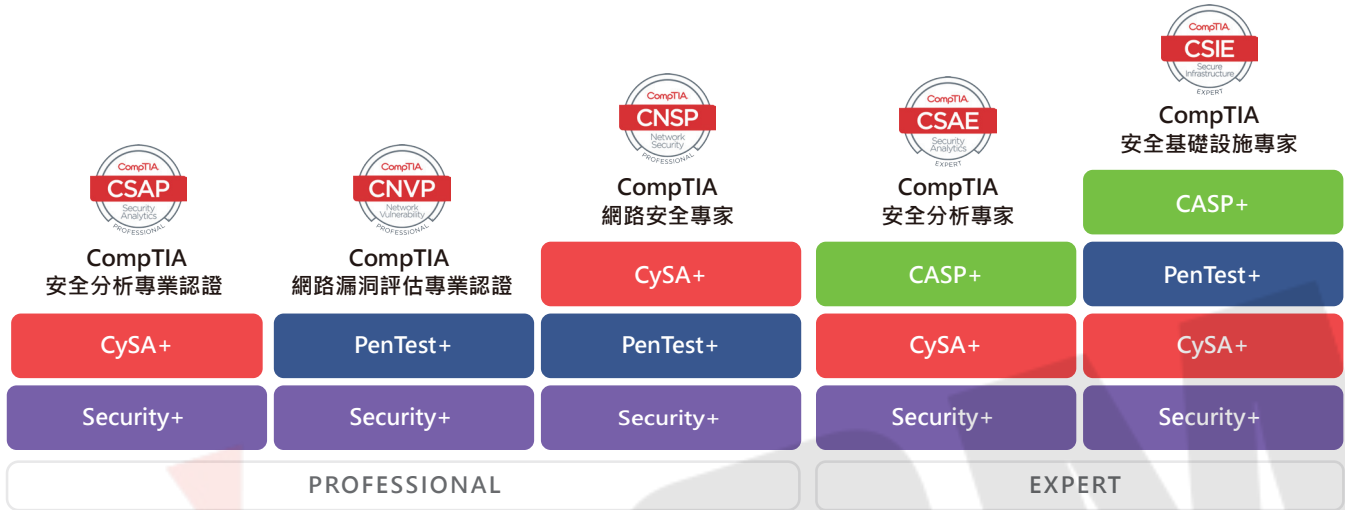 CompTIA
CSAP
Security
Analytics
PROFESSIONAL
CompTIA
安全分析專業認證
CySA+
Security+
CompTIA
CNVP
Network
Vulnerability
PROFESSIONAL
CompTIA
網路漏洞評估專業認證
PenTest+
Security+
CompTIA
CNSP
Network
Security
PROFESSIONAL
CompTIA
網路安全專家
CySA+
PenTest+
Security+
CompTIA
CSAE
Security
Analytics
EXPERT
CompTIA
安全分析專家
CASP+
CySA+
Security+
CompTIA
CSIE
Secure
Infrastructure
EXPERT
CompTIA
安全基礎設施專家
CASP+
PenTest+
CySA+
Security+
PROFESSIONAL
EXPERT